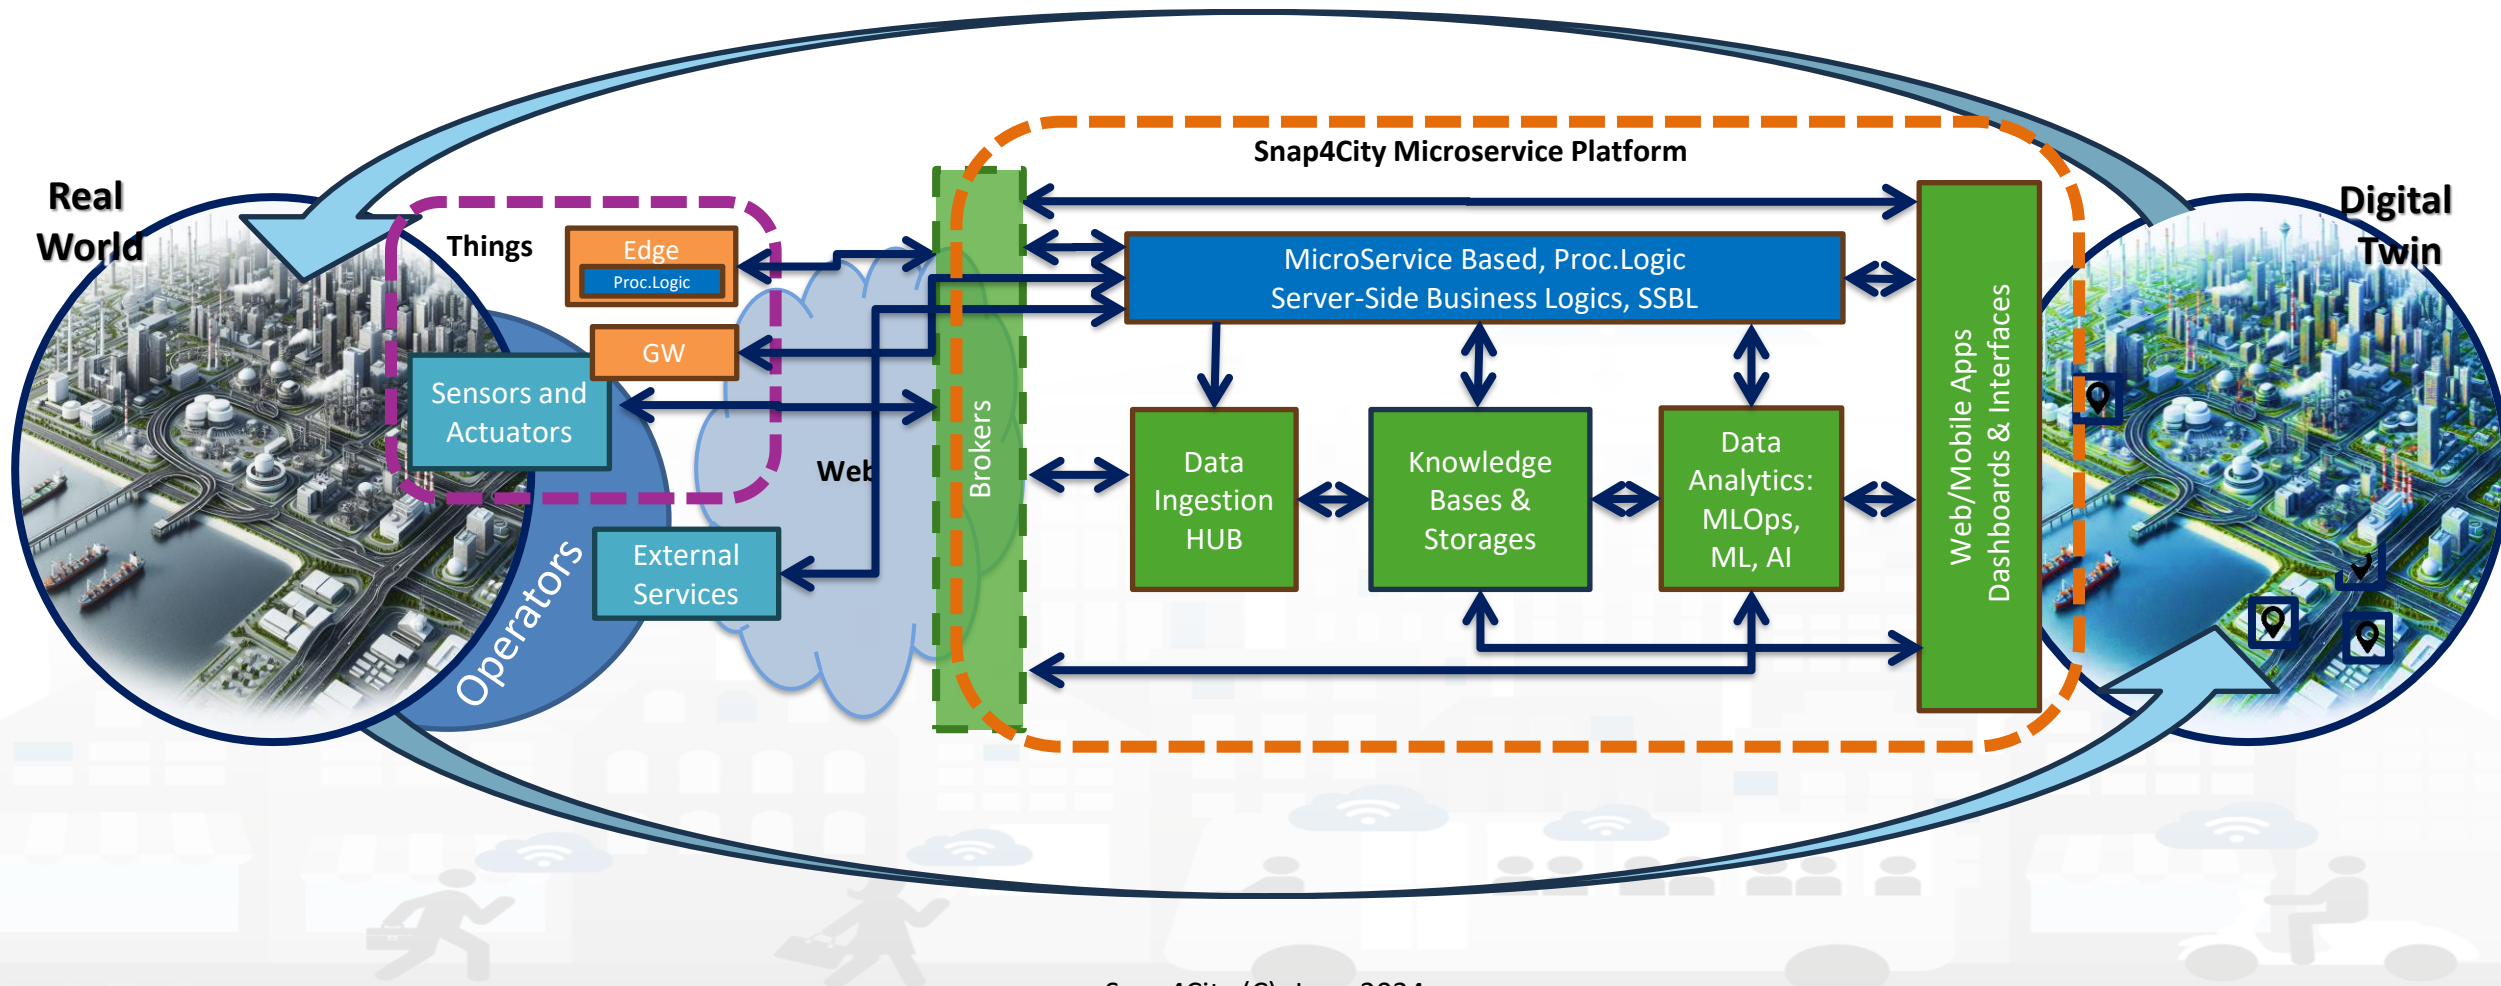 Snap4City Microservice Platform
Real
World
Digital
Twin
Things
Edge
Proc.Logic
GW
Sensors and
Actuators
Operators
External
Services
Web
Brokers
MicroService Based, Proc.Logic
Server-Side Business Logics, SSBL
Data
Ingestion
HUB
Knowledge
Bases &
Storages
Data
Analytics:
MLOps,
ML, AI
Web/Mobile Apps
Dashboards & Interfaces